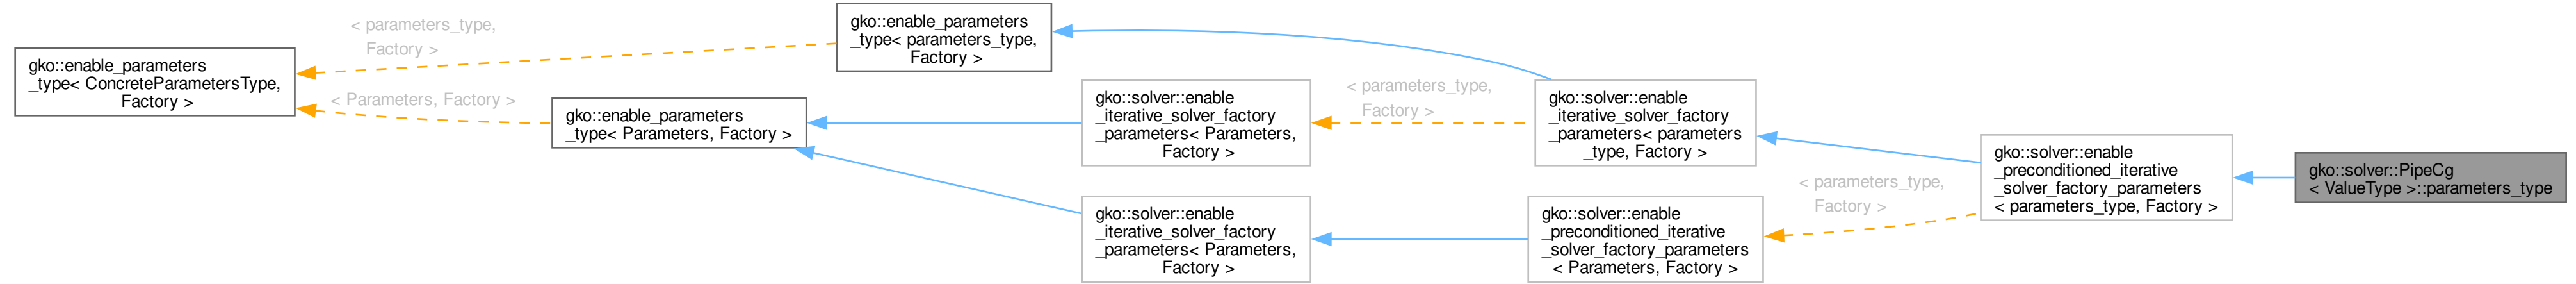 gko::enable_parameters
_type< ConcreteParametersType,
Factory >
< parameters_type,
Factory >
< Parameters, Factory >
gko::enable_parameters
_type< parameters_type,
Factory >
gko::enable_parameters
_type< Parameters, Factory >
gko::solver::enable
_iterative_solver_factory
_parameters< Parameters,
Factory >
gko::solver::enable
_iterative_solver_factory
_parameters< Parameters,
Factory >
< parameters_type,
Factory >
gko::solver::enable
_iterative_solver_factory
_parameters< parameters
_type, Factory >
gko::solver::enable
_preconditioned_iterative
_solver_factory_parameters
< Parameters, Factory >
< parameters_type,
Factory >
gko::solver::enable
_preconditioned_iterative
_solver_factory_parameters
< parameters_type, Factory >
gko::solver::PipeCg
< ValueType >::parameters_type